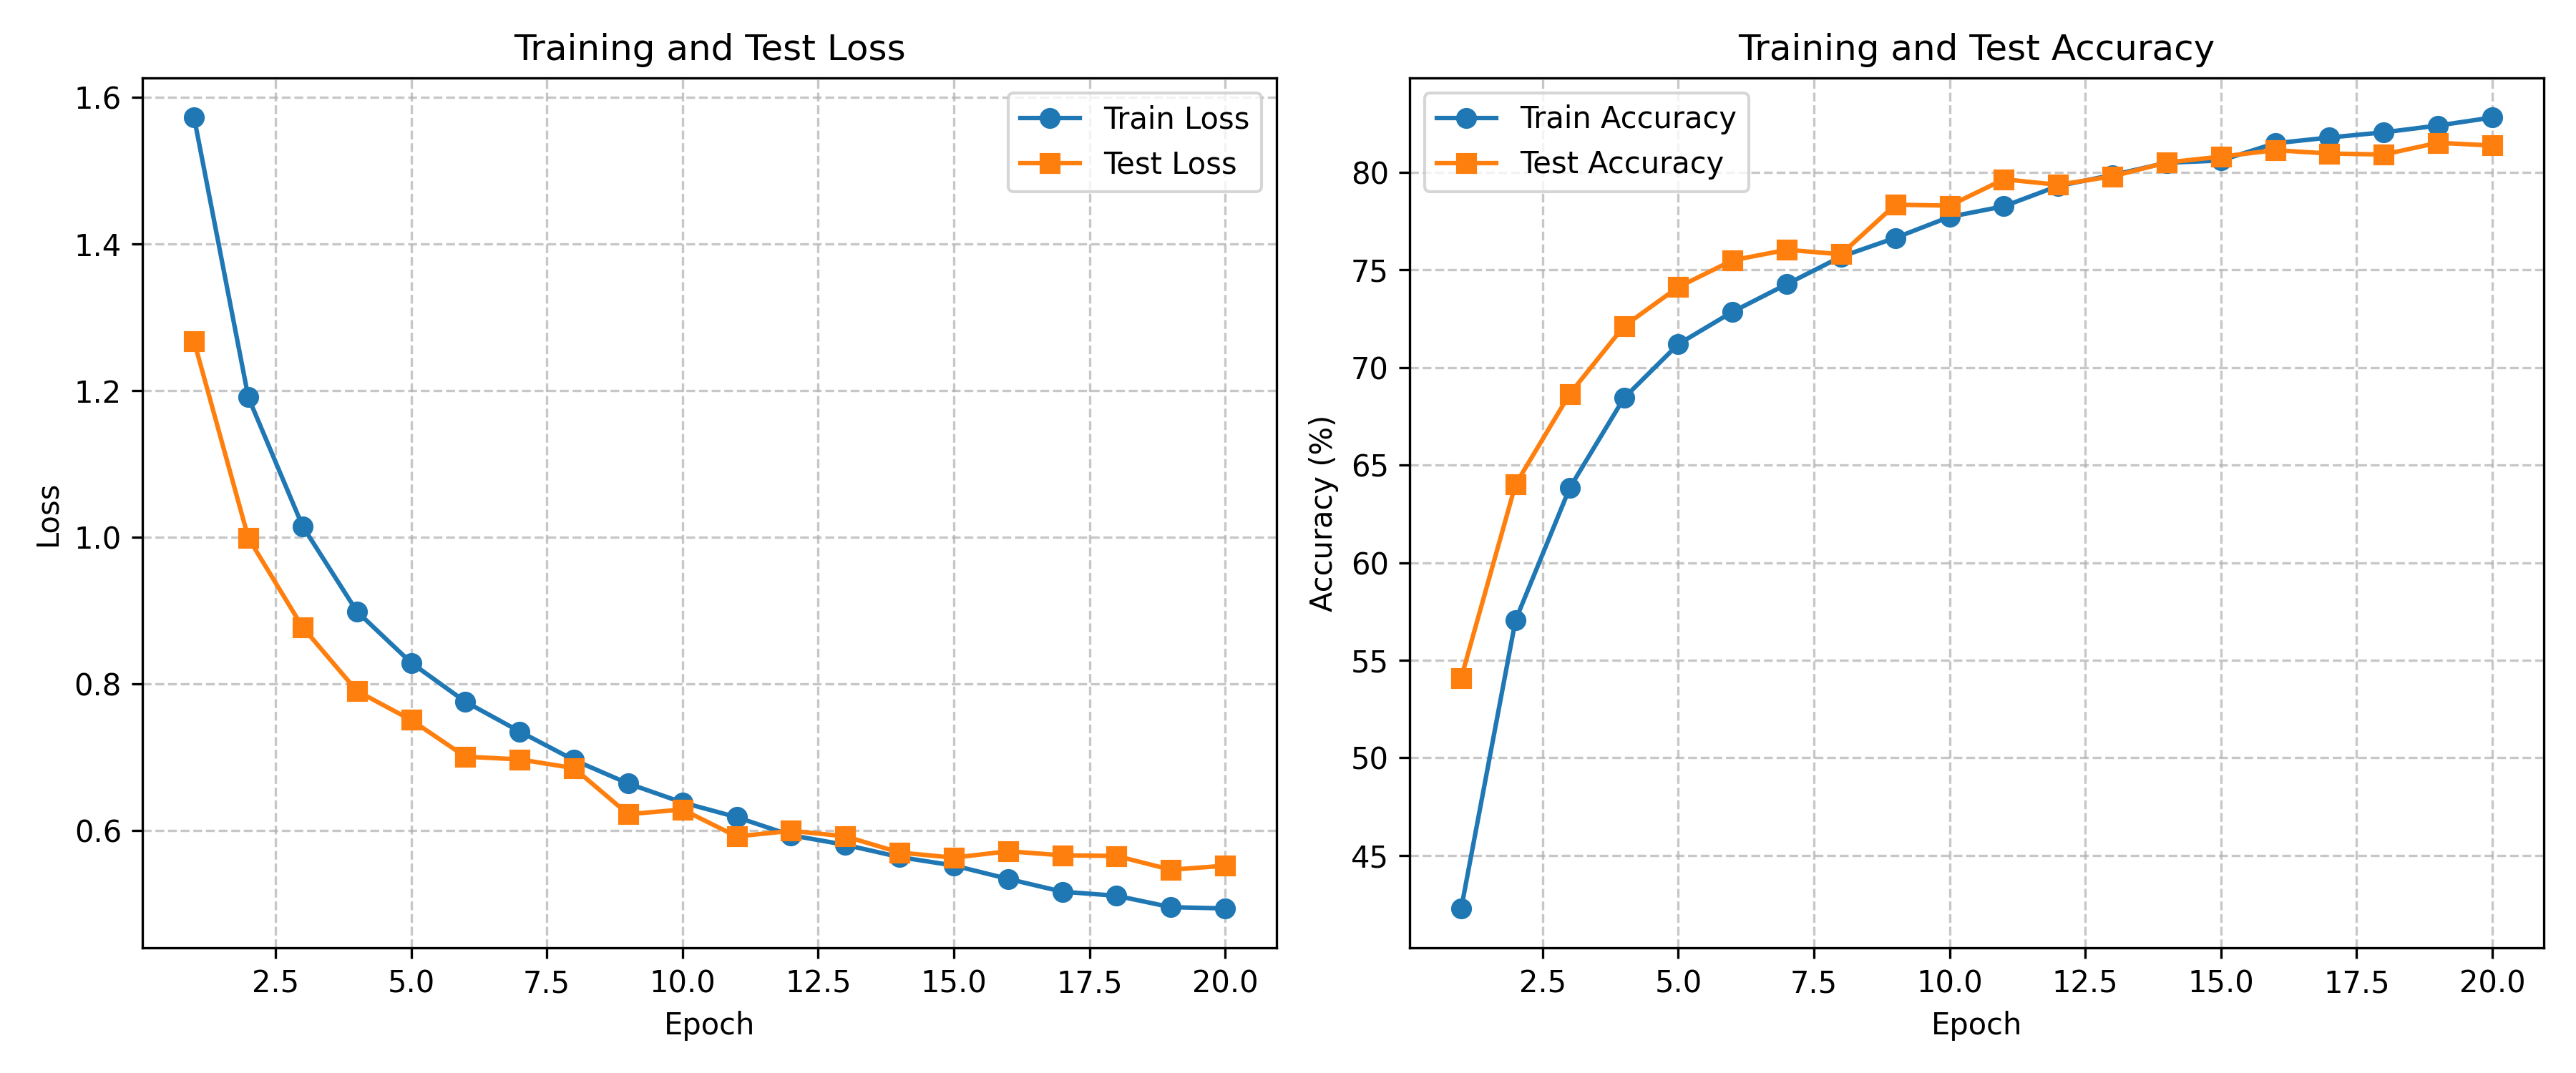 Training and Test Loss
1.6
1.4
1.2
1.0
0.8
0.6
Loss
Train Loss
Test Loss
2.5 5.0 7.5 10.0 12.5 15.0 17.5 20.0
Epoch
Training and Test Accuracy
Train Accuracy
Test Accuracy
80
75
70
65
60
55
50
45
Accuracy (%)
2.5 5.0 7.5 10.0 12.5 15.0 17.5 20.0
Epoch